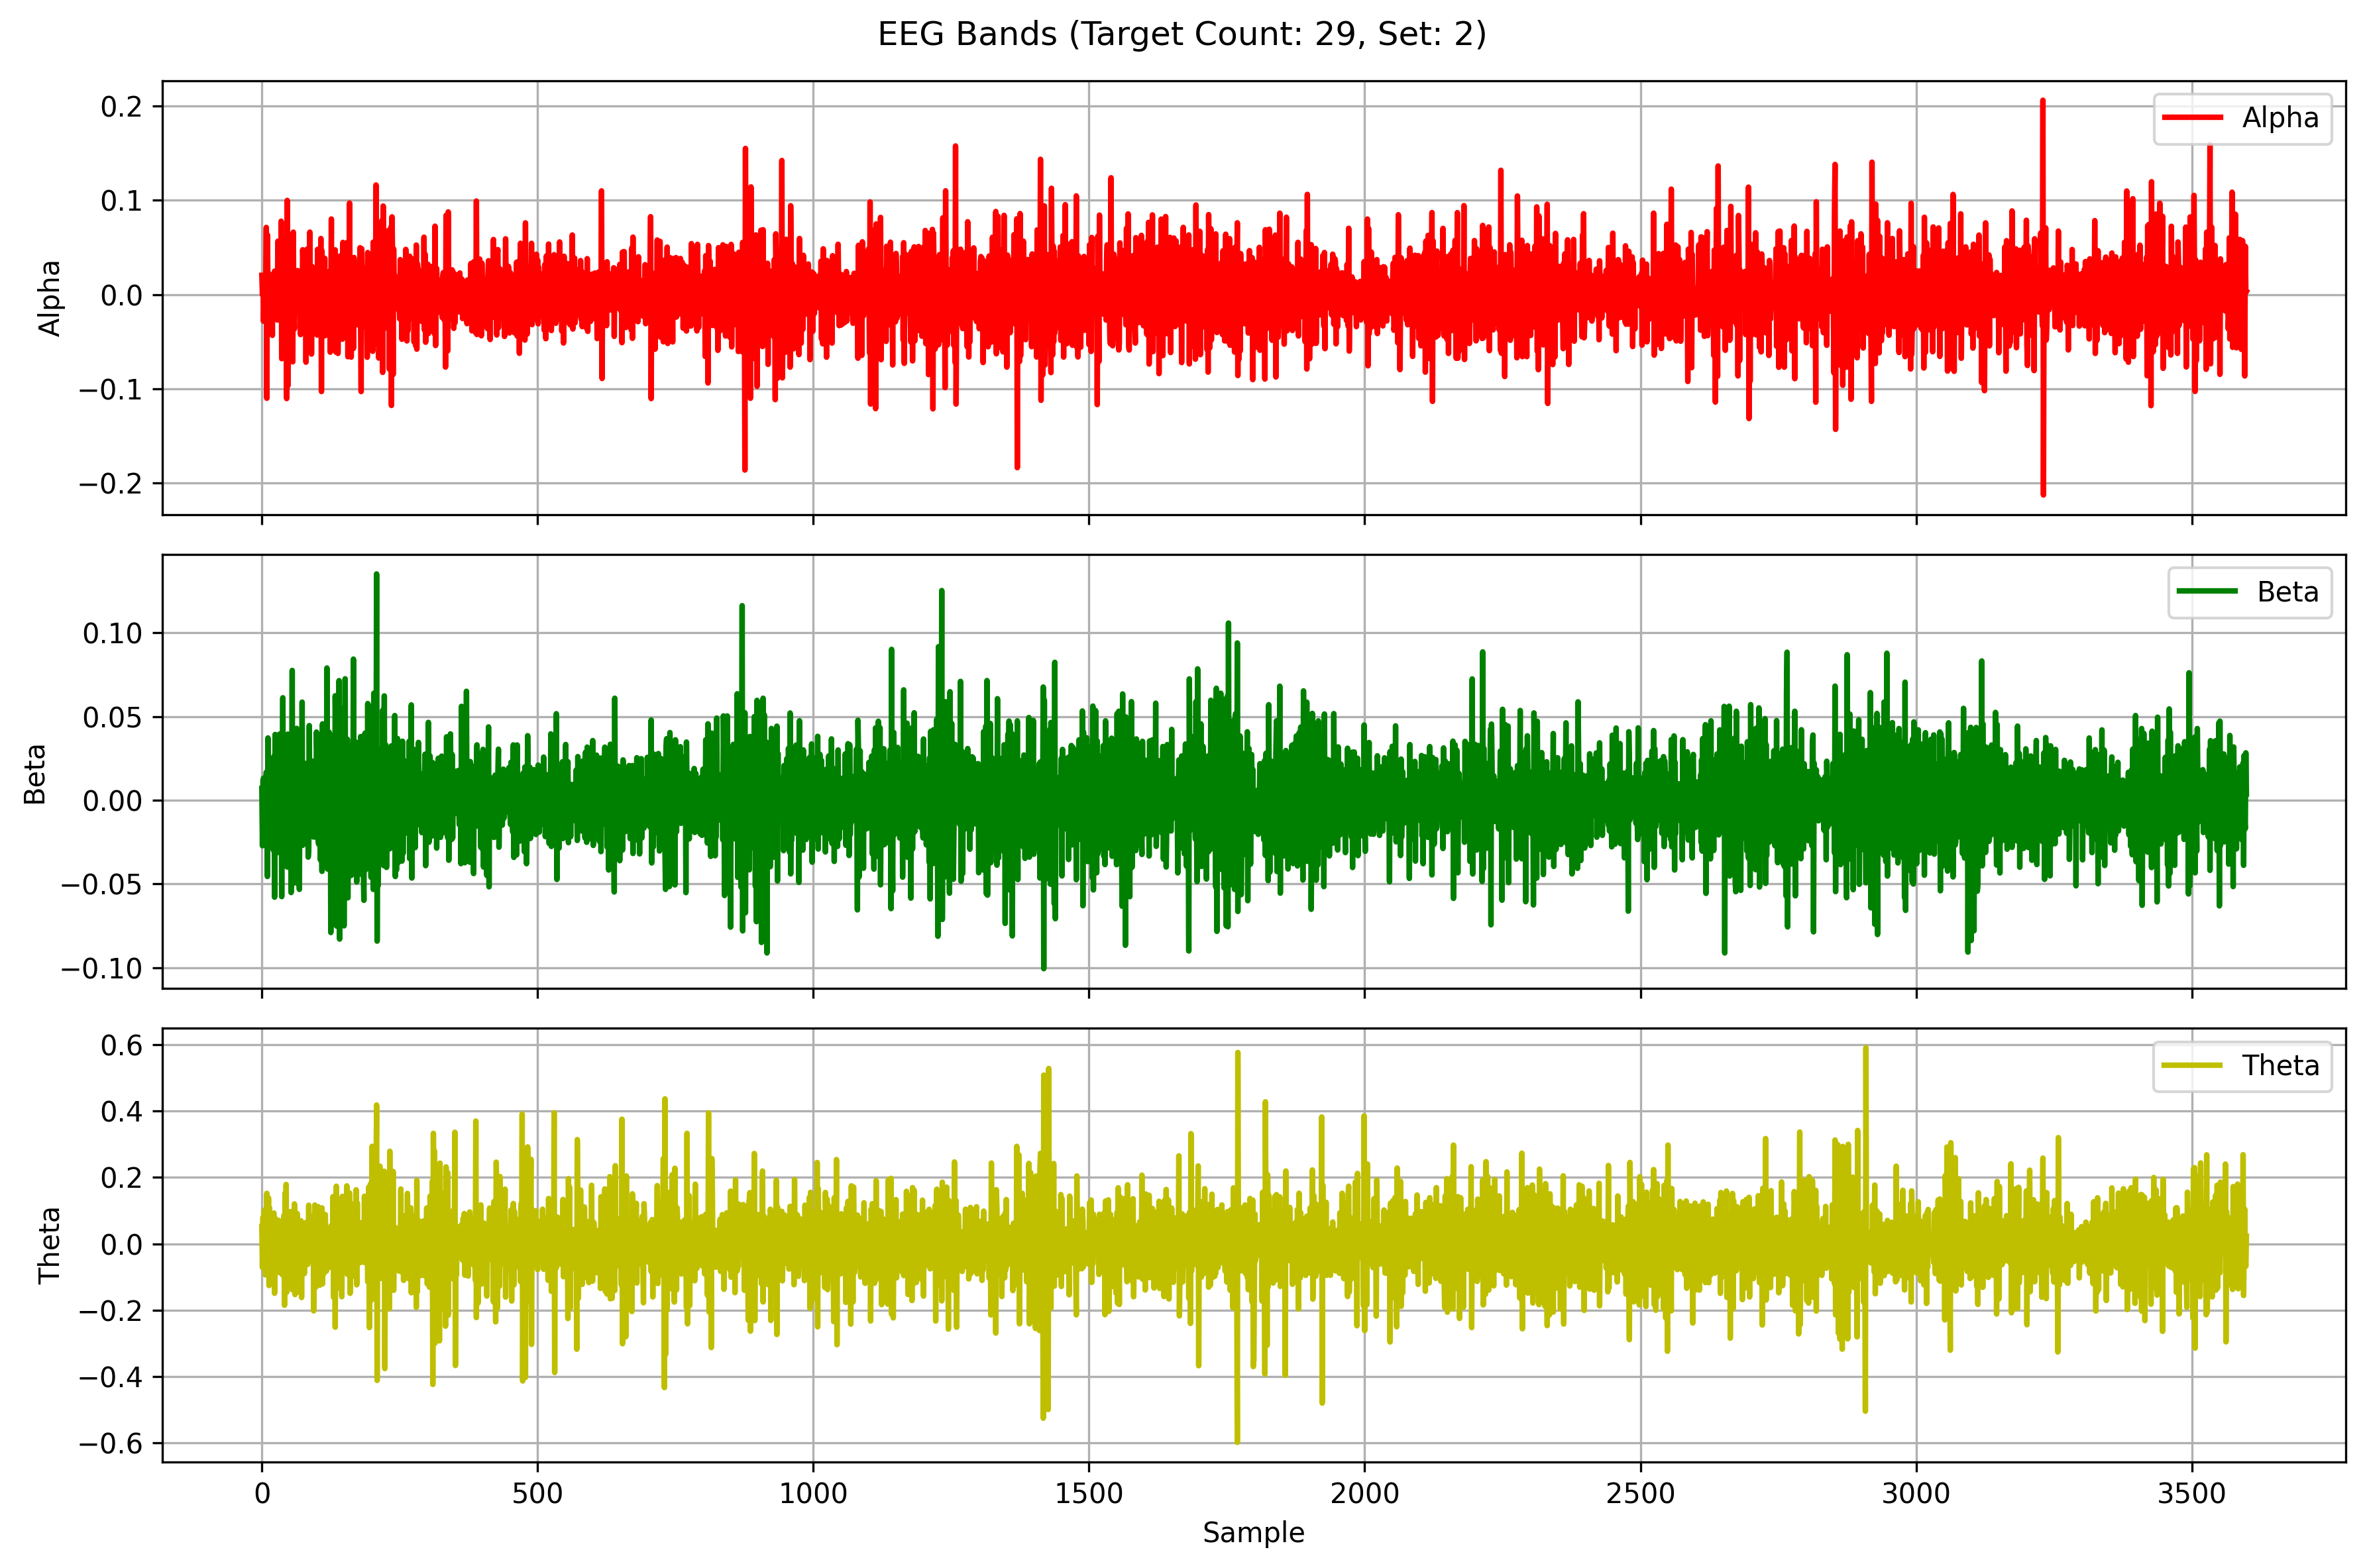 EEG Bands (Target Count: 29, Set: 2)
0.2
0.1
0.0
−0.1
−0.2
Alpha
Alpha
0.10
0.05
0.00
−0.05
−0.10
Beta
Beta
0.6
0.4
0.2
0.0
−0.2
−0.4
−0.6
Theta
Theta
0 500 1000 1500 2000 2500 3000 3500
Sample